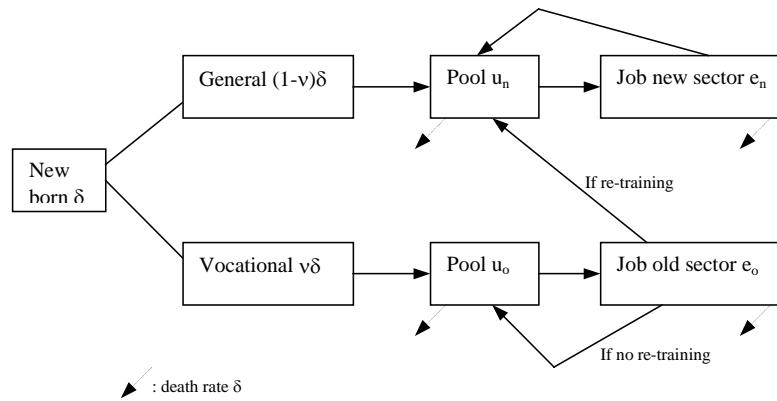 General (1-ν)δ
Pool uₙ
Job new sector eₙ
New
born δ
If re-training
Vocational νδ
Pool uₒ
Job old sector eₒ
If no re-training
: death rate δ